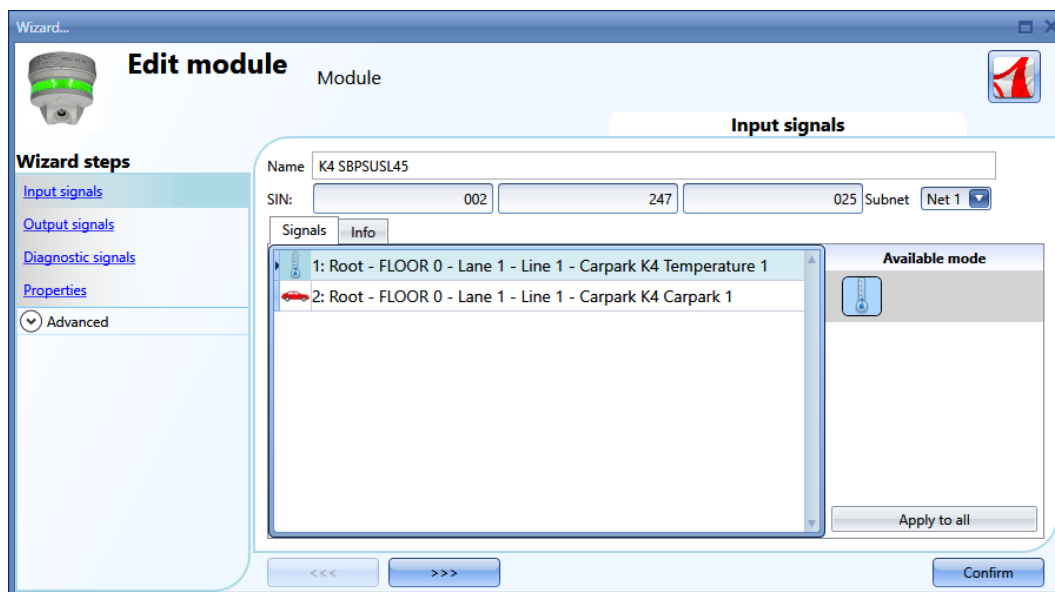 Wizard...
Edit module
Module
Input signals
Wizard steps
Input signals
Output signals
Diagnostic signals
Properties
Advanced
Name K4 SBPSUSL45
SIN: 002 247 025 Subnet Net 1
Signals Info
1: Root - FLOOR 0 - Lane 1 - Line 1 - Carpark K4 Temperature 1
2: Root - FLOOR 0 - Lane 1 - Line 1 - Carpark K4 Carpark 1
Available mode
Apply to all
<<< >>> Confirm